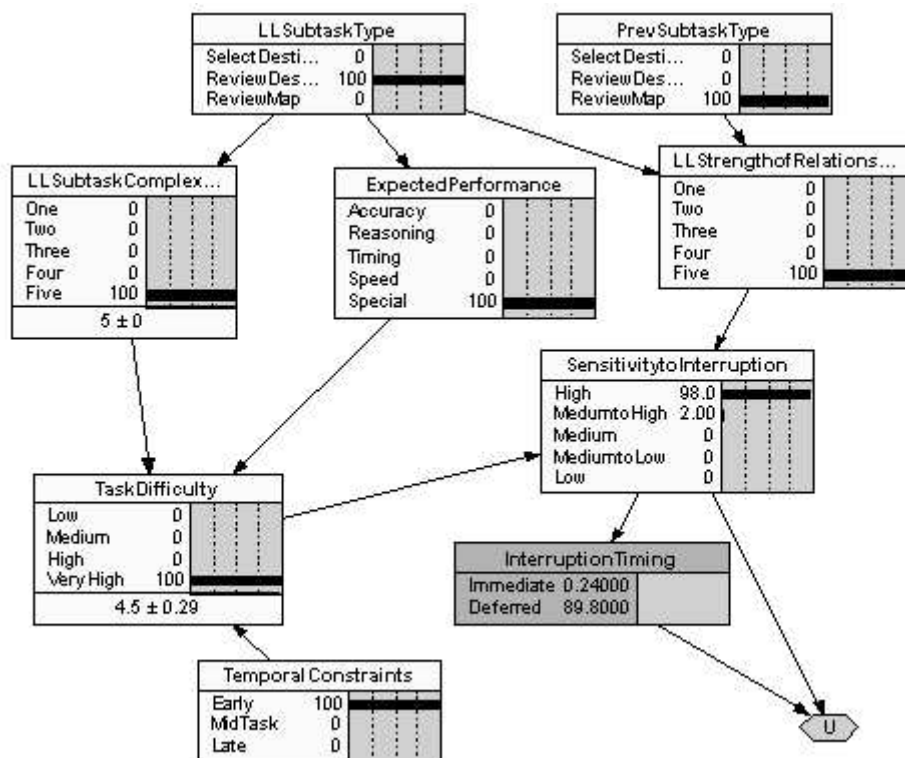 LLSubtaskType
SelectDesti... 0
ReviewDes... 100
ReviewMap 0
PrevSubtaskType
SelectDesti... 0
ReviewDes... 0
ReviewMap 100
LLSubtaskComplex...
One 0
Two 0
Three 0
Four 0
Five 100
5 ± 0
ExpectedPerformance
Accuracy 0
Reasoning 0
Timing 0
Speed 0
Special 100
LLStrengthofRelations...
One 0
Two 0
Three 0
Four 0
Five 100
SensitivitytoInterruption
High 98.0
MediumtoHigh 2.00
Medium 0
MediumtoLow 0
Low 0
TaskDifficulty
Low 0
Medium 0
High 0
Very High 100
4.5 ± 0.29
InterruptionTiming
Immediate 0.24000
Deferred 89.8000
Temporal Constraints
Early 100
MidTask 0
Late 0
U